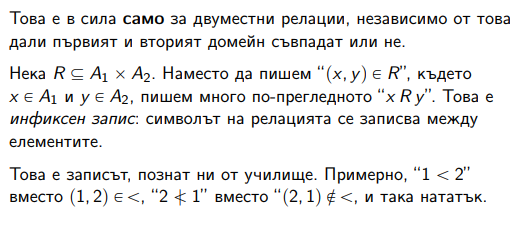 Това е в сила само за двуместни релации, независимо от това
дали първият и вторият домейн съвпадат или не.
Нека R ⊆ A₁ × A₂. Наместо да пишем “(x, y) ∈ R”, където
x ∈ A₁ и y ∈ A₂, пишем много по-прегледното “x R y”. Това е
инфиксен запис: символът на релацията се записва между
елементите.
Това е записът, познат ни от училище. Примерно, “1 < 2”
вместо (1, 2) ∈ <, “2 ≮ 1” вместо “(2, 1) ∉ <, и така нататък.